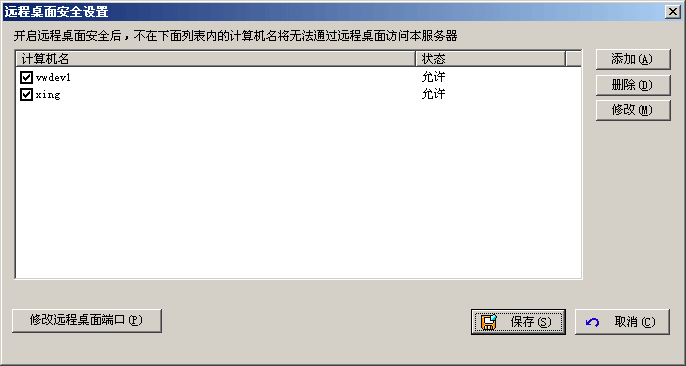 远程桌面安全设置
开启远程桌面安全后，不在下面列表内的计算机名将无法通过远程桌面访问本服务器
计算机名 状态
vwdev1 允许
xing 允许
添加(A)
删除(D)
修改(M)
修改远程桌面端口(P)
保存(S)
取消(C)